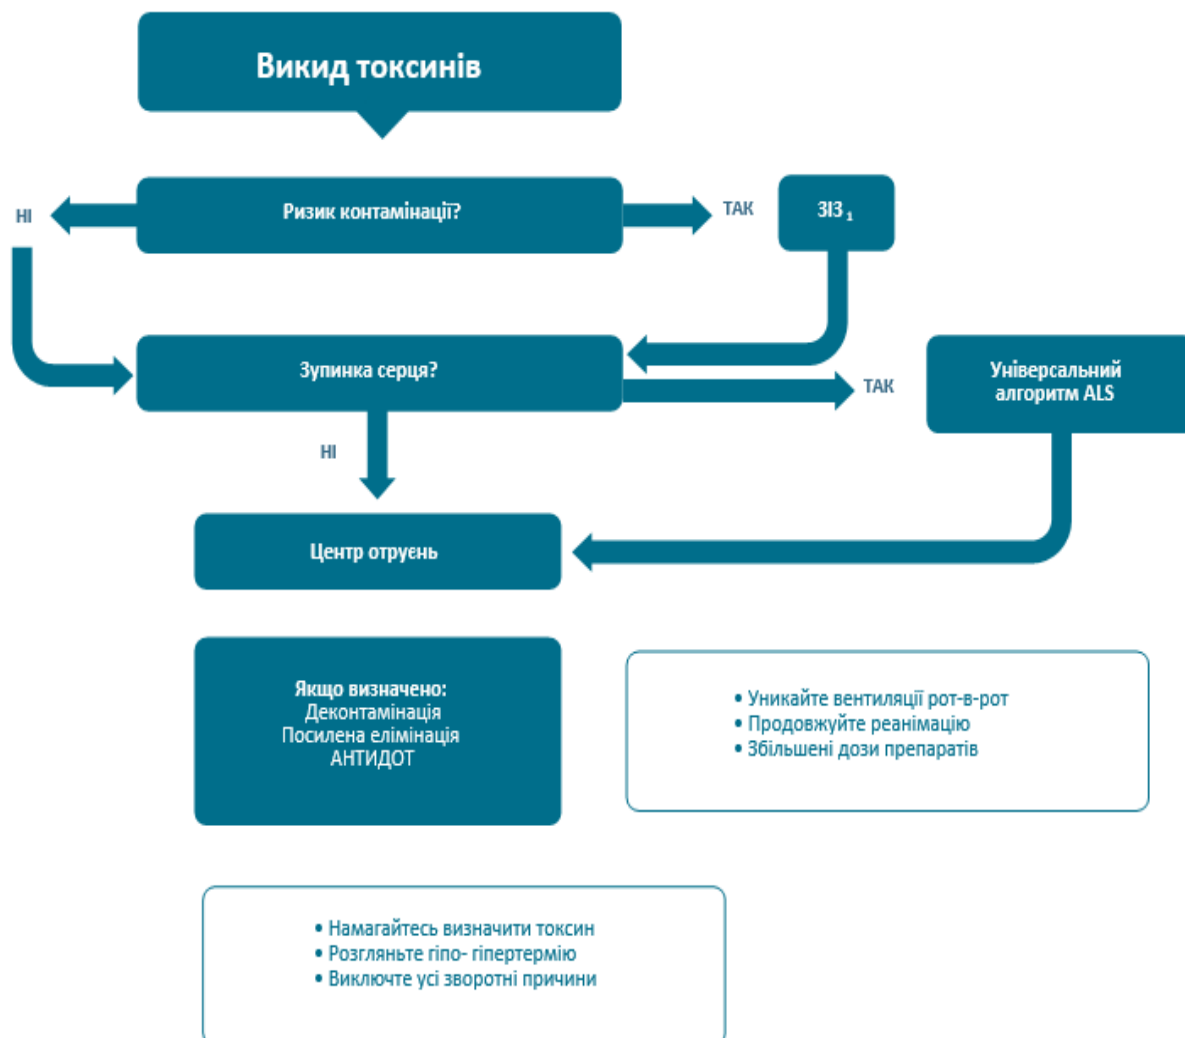 Викид токсинів
Ризик контамінації?
НІ
ТАК
ЗІЗ ₁
Зупинка серця?
ТАК
Універсальний
алгоритм ALS
НІ
Центр отруєнь
Якщо визначено:
Деконтамінація
Посилена елімінація
АНТИДОТ
• Уникайте вентиляції рот-в-рот
• Продовжуйте реанімацію
• Збільшені дози препаратів
• Намагайтесь визначити токсин
• Розгляньте гіпо- гіпертермію
• Виключте усі зворотні причини